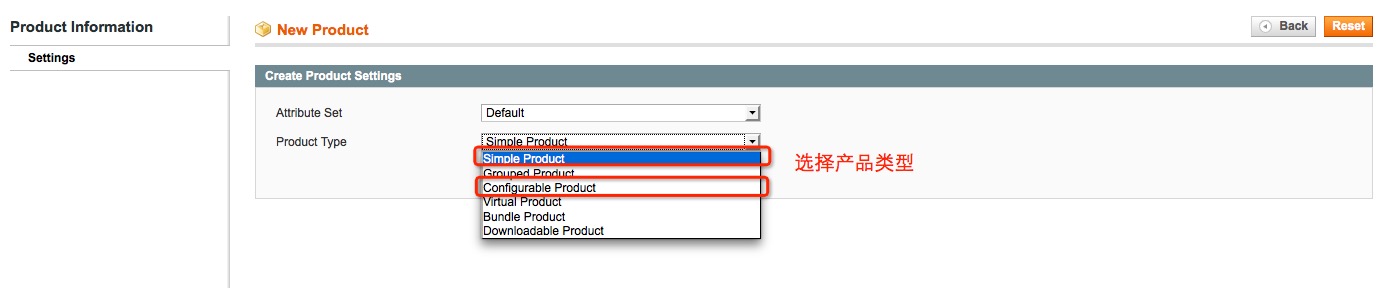 Product Information
Settings
New Product
Back
Reset
Create Product Settings
Attribute Set
Default
Product Type
Simple Product
Simple Product
Grouped Product
Configurable Product
Virtual Product
Bundle Product
Downloadable Product
选择产品类型